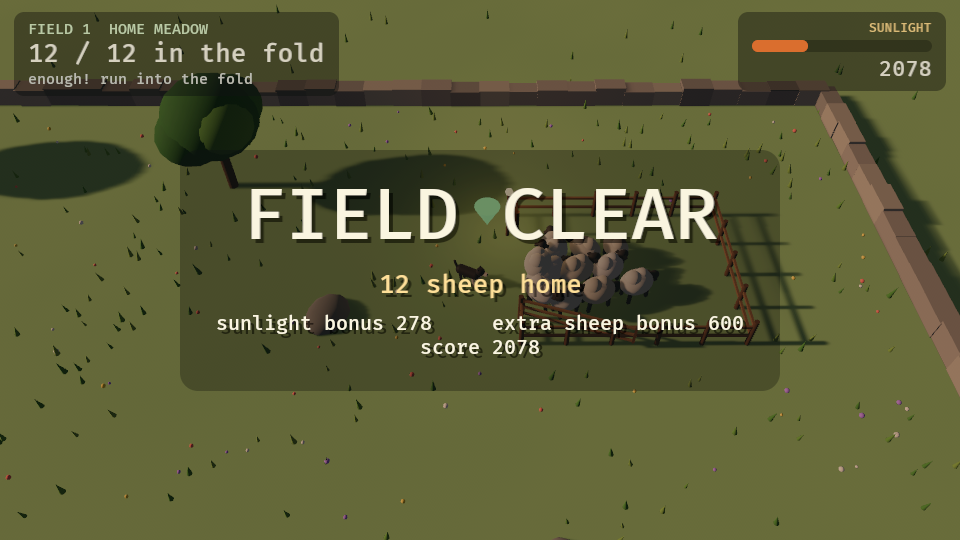 FIELD 1  HOME MEADOW
12 / 12 in the fold
enough! run into the fold
SUNLIGHT
2078
FIELD CLEAR
12 sheep home
sunlight bonus 278  extra sheep bonus 600
score 2078